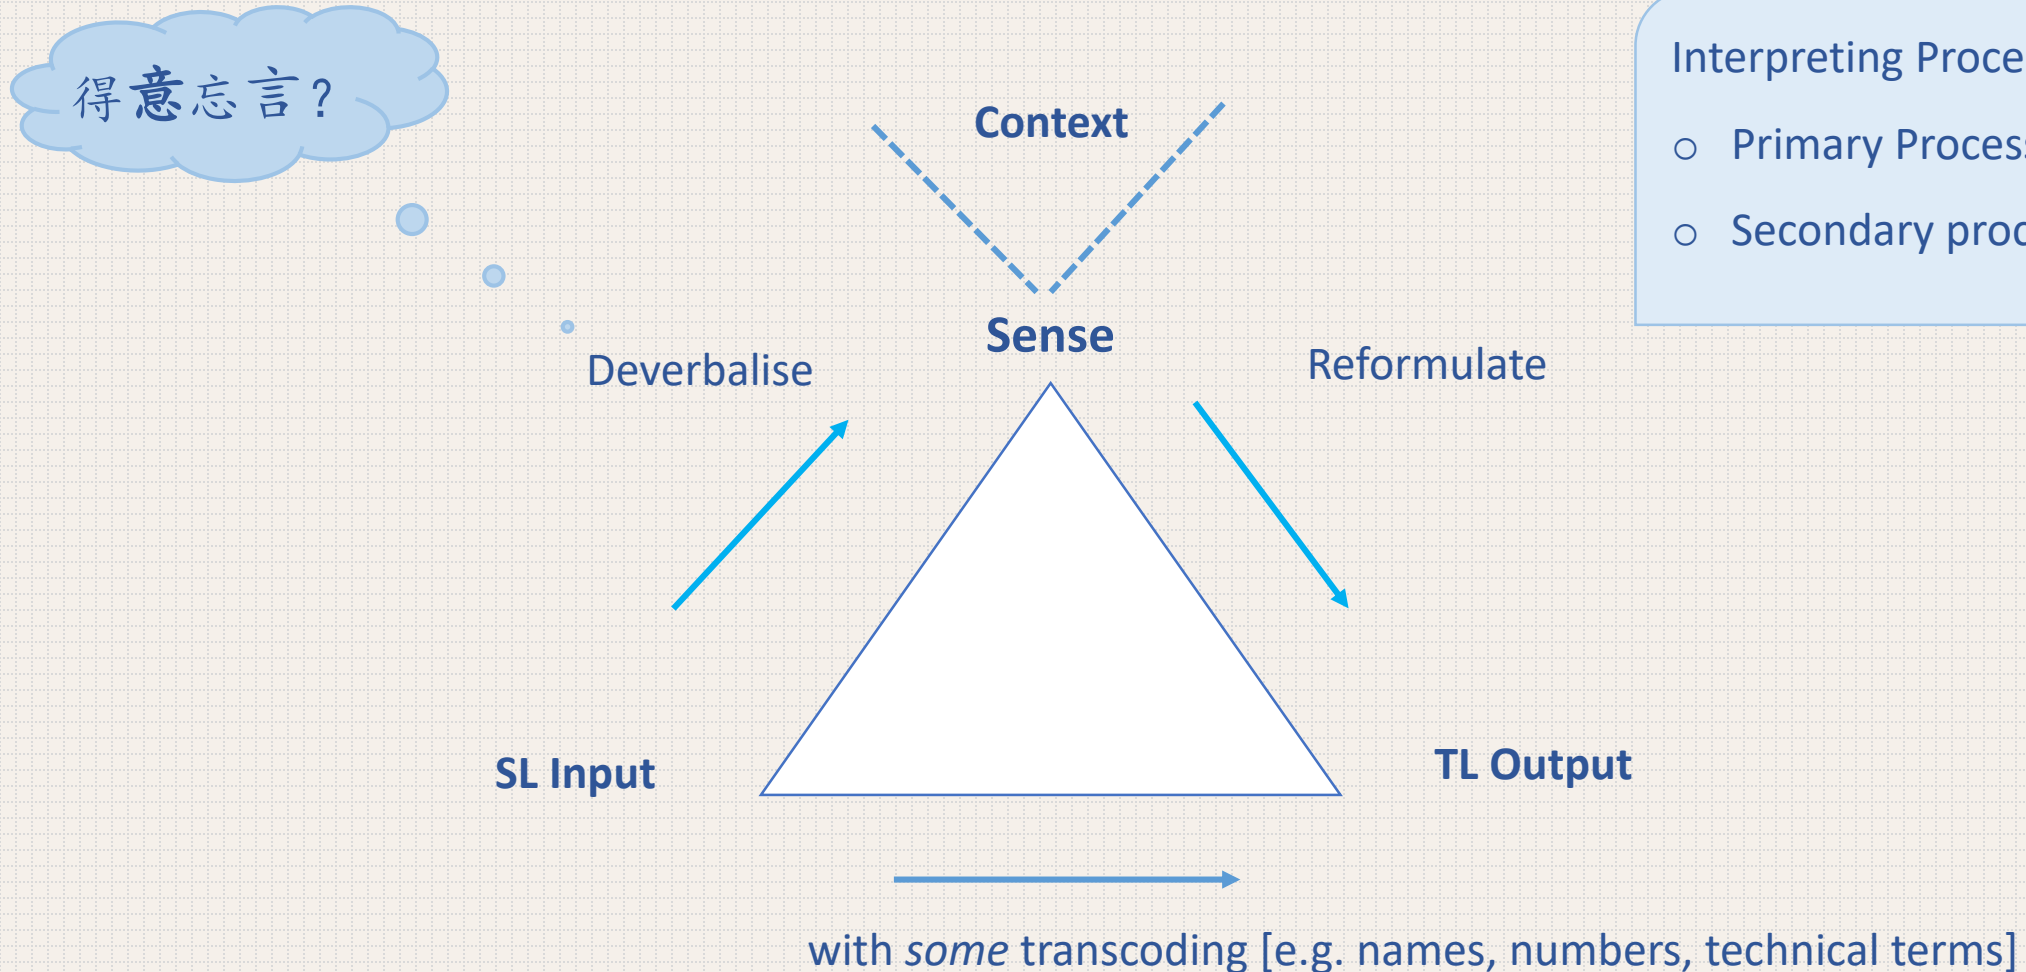 得意忘言?
Context
Interpreting Proce
○ Primary Process
○ Secondary proc
Sense
Deverbalise
Reformulate
SL Input
TL Output
with some transcoding [e.g. names, numbers, technical terms]